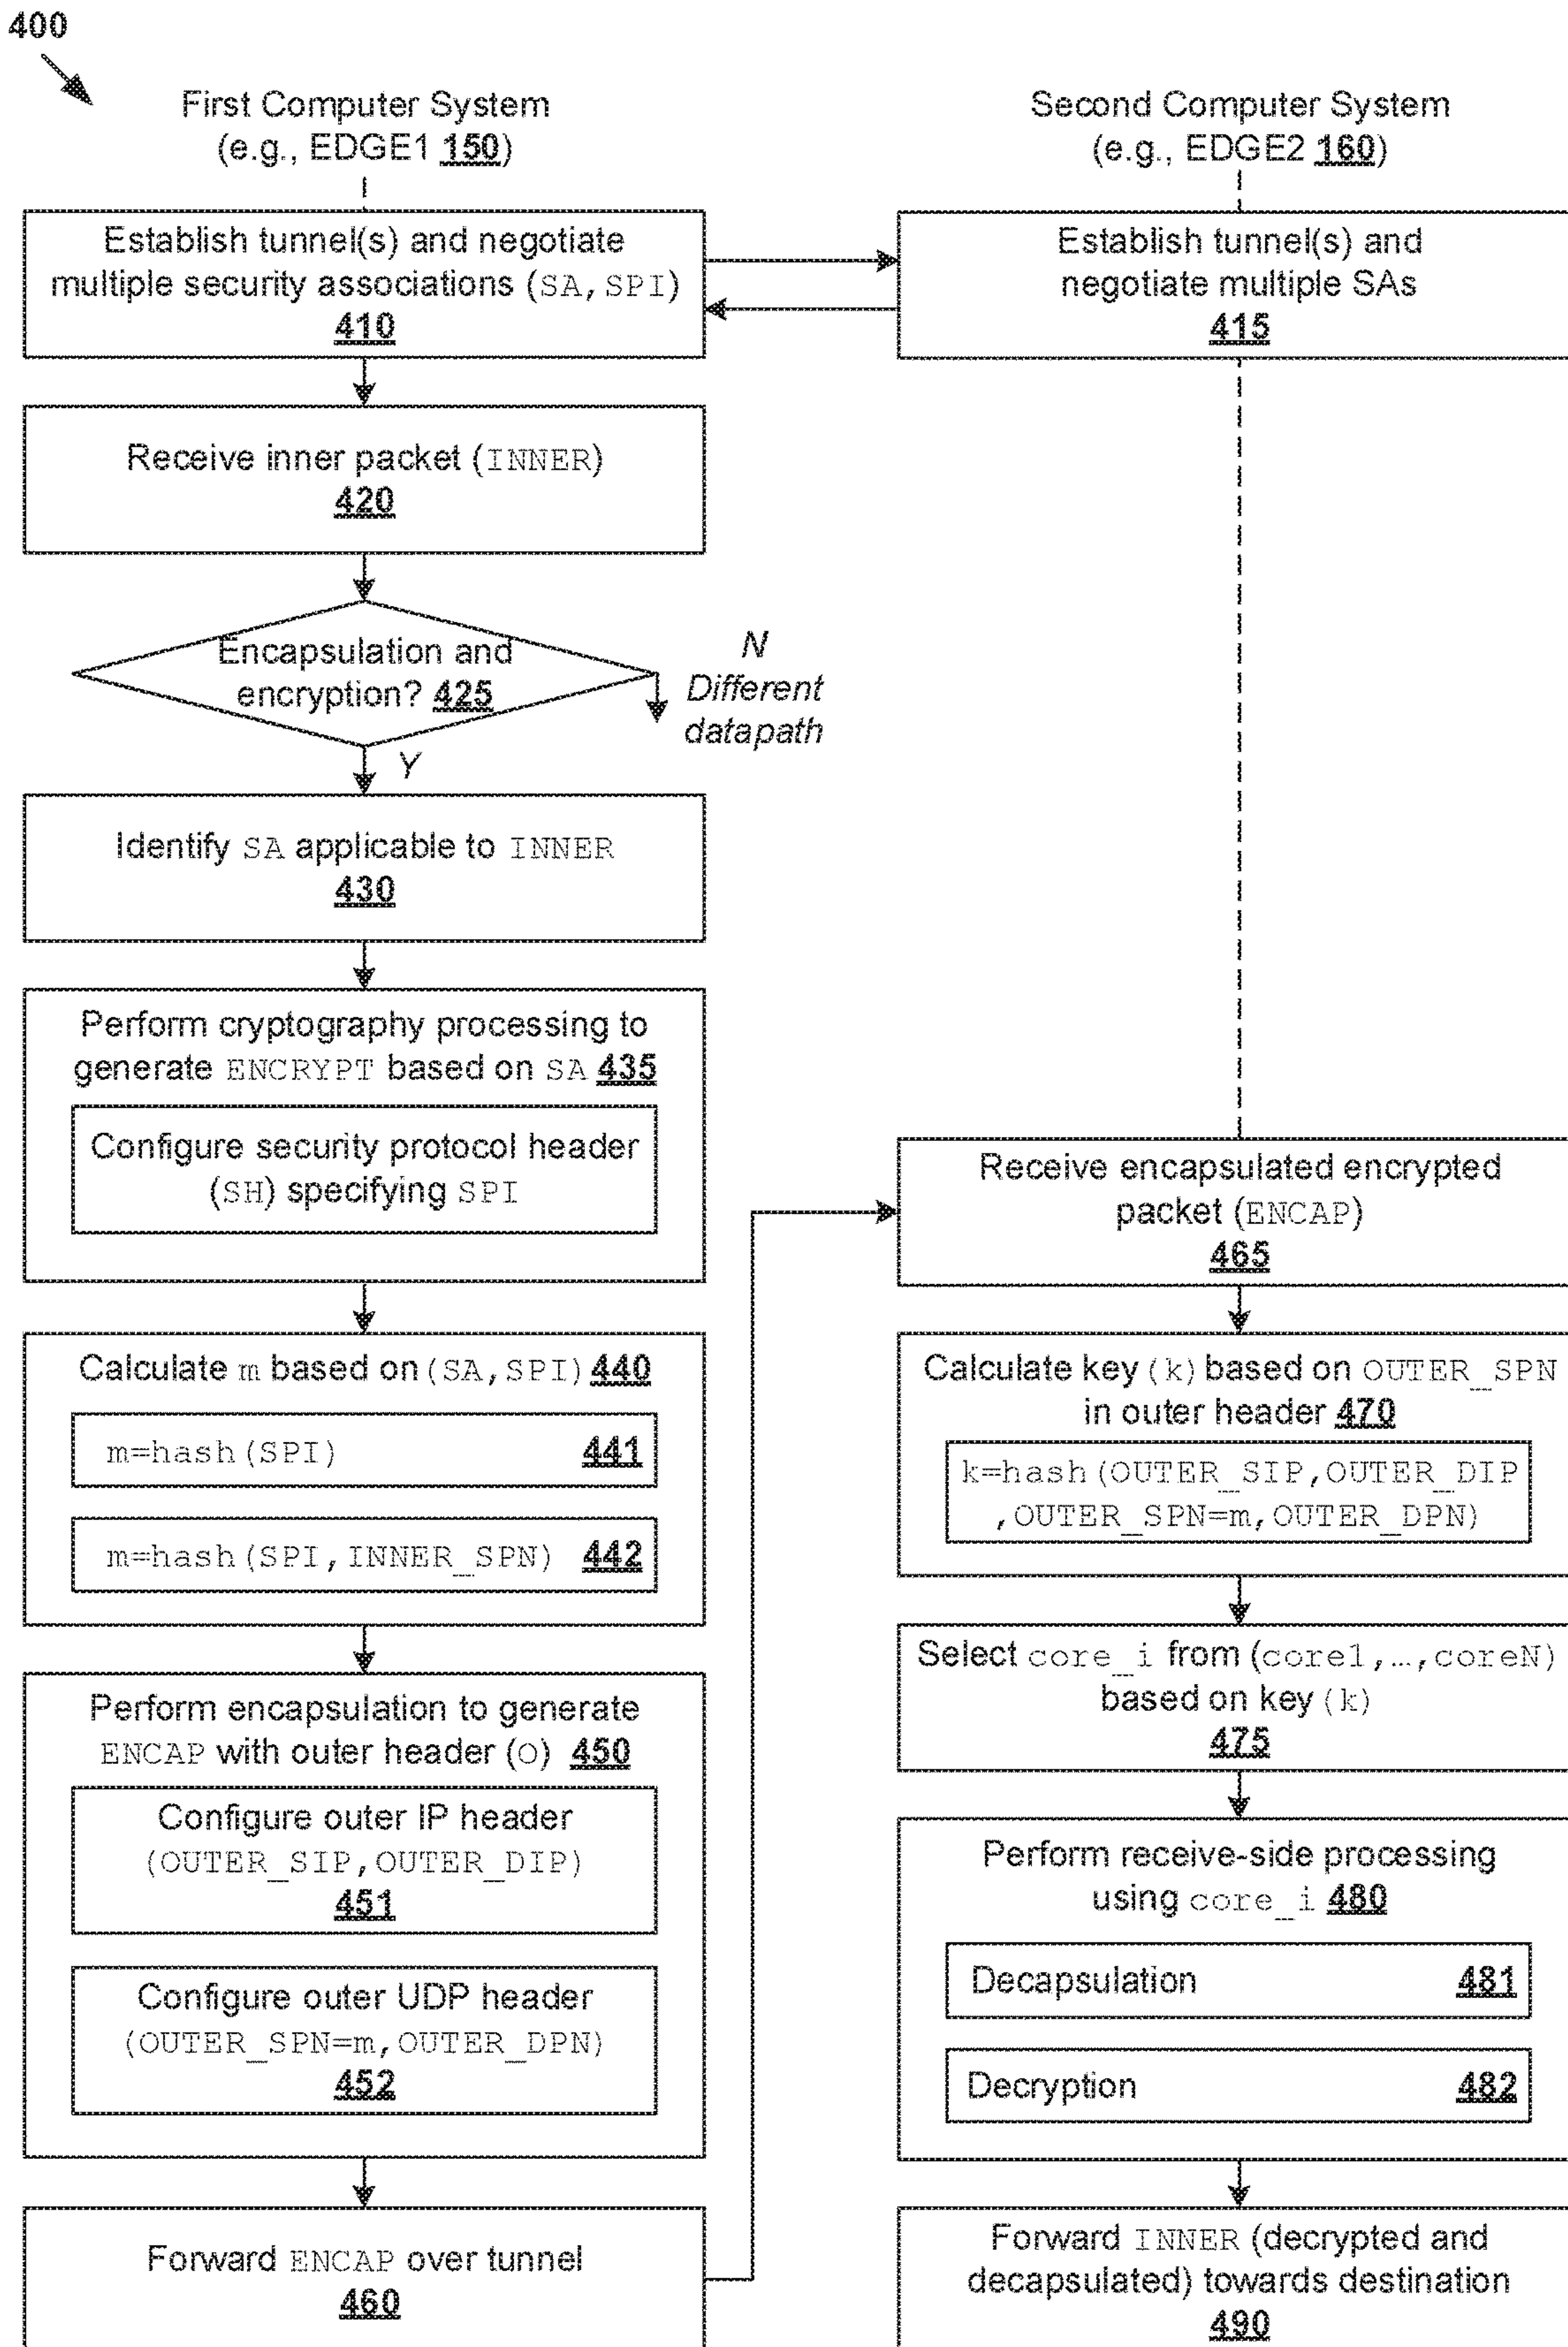 400
First Computer System
(e.g., EDGE1 150)
Establish tunnel(s) and negotiate
multiple security associations (SA,SPI)
410
Receive inner packet (INNER)
420
Encapsulation and
encryption? 425
N
Different
datapath
Y
Identify SA applicable to INNER
430
Perform cryptography processing to
generate ENCRYPT based on SA 435
Configure security protocol header
(SH) specifying SPI
Calculate m based on (SA,SPI) 440
m=hash(SPI) 441
m=hash(SPI,INNER_SPN) 442
Perform encapsulation to generate
ENCAP with outer header (O) 450
Configure outer IP header
(OUTER_SIP,OUTER_DIP)
451
Configure outer UDP header
(OUTER_SPN=m,OUTER_DPN)
452
Forward ENCAP over tunnel
460
Second Computer System
(e.g., EDGE2 160)
Establish tunnel(s) and
negotiate multiple SAs
415
Receive encapsulated encrypted
packet (ENCAP)
465
Calculate key (k) based on OUTER_SPN
in outer header 470
k=hash(OUTER_SIP,OUTER_DIP
,OUTER_SPN=m,OUTER_DPN)
Select core_i from (core1,…,coreN)
based on key (k)
475
Perform receive-side processing
using core_i 480
Decapsulation 481
Decryption 482
Forward INNER (decrypted and
decapsulated) towards destination
490